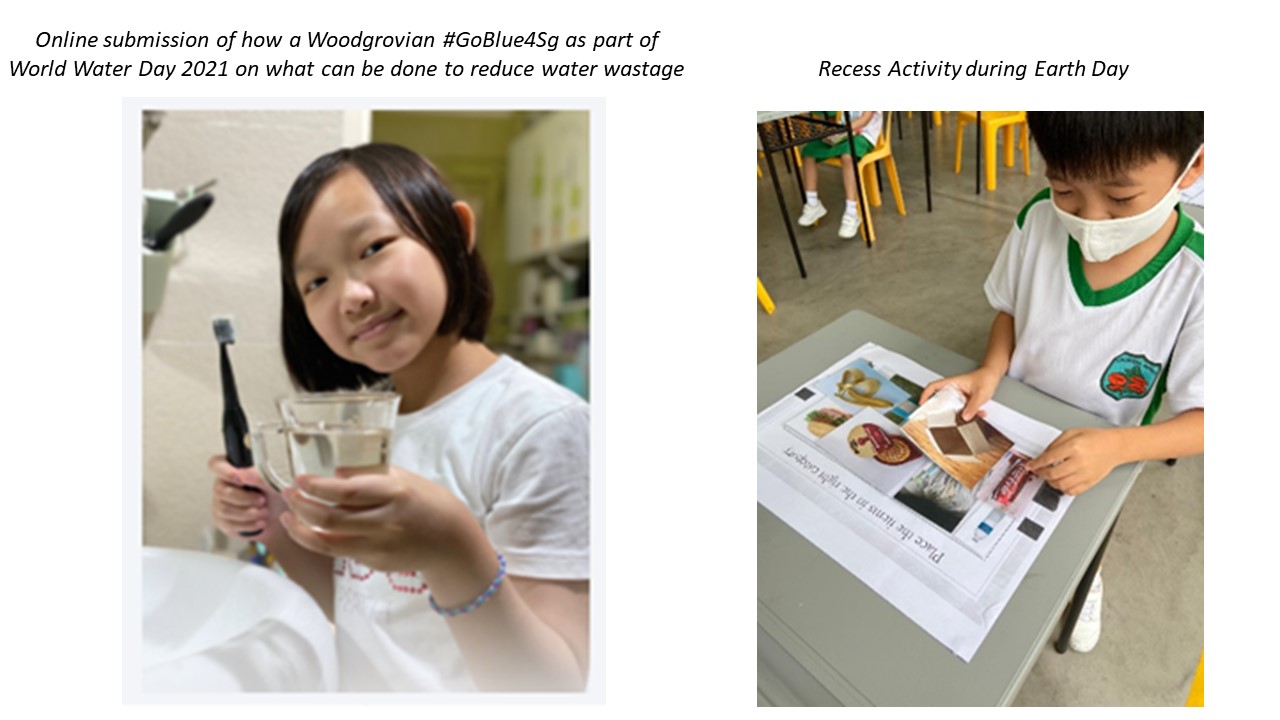 Online submission of how a Woodgrovian #GoBlue4Sg as part of
World Water Day 2021 on what can be done to reduce water wastage
Recess Activity during Earth Day
Place the items in the right category